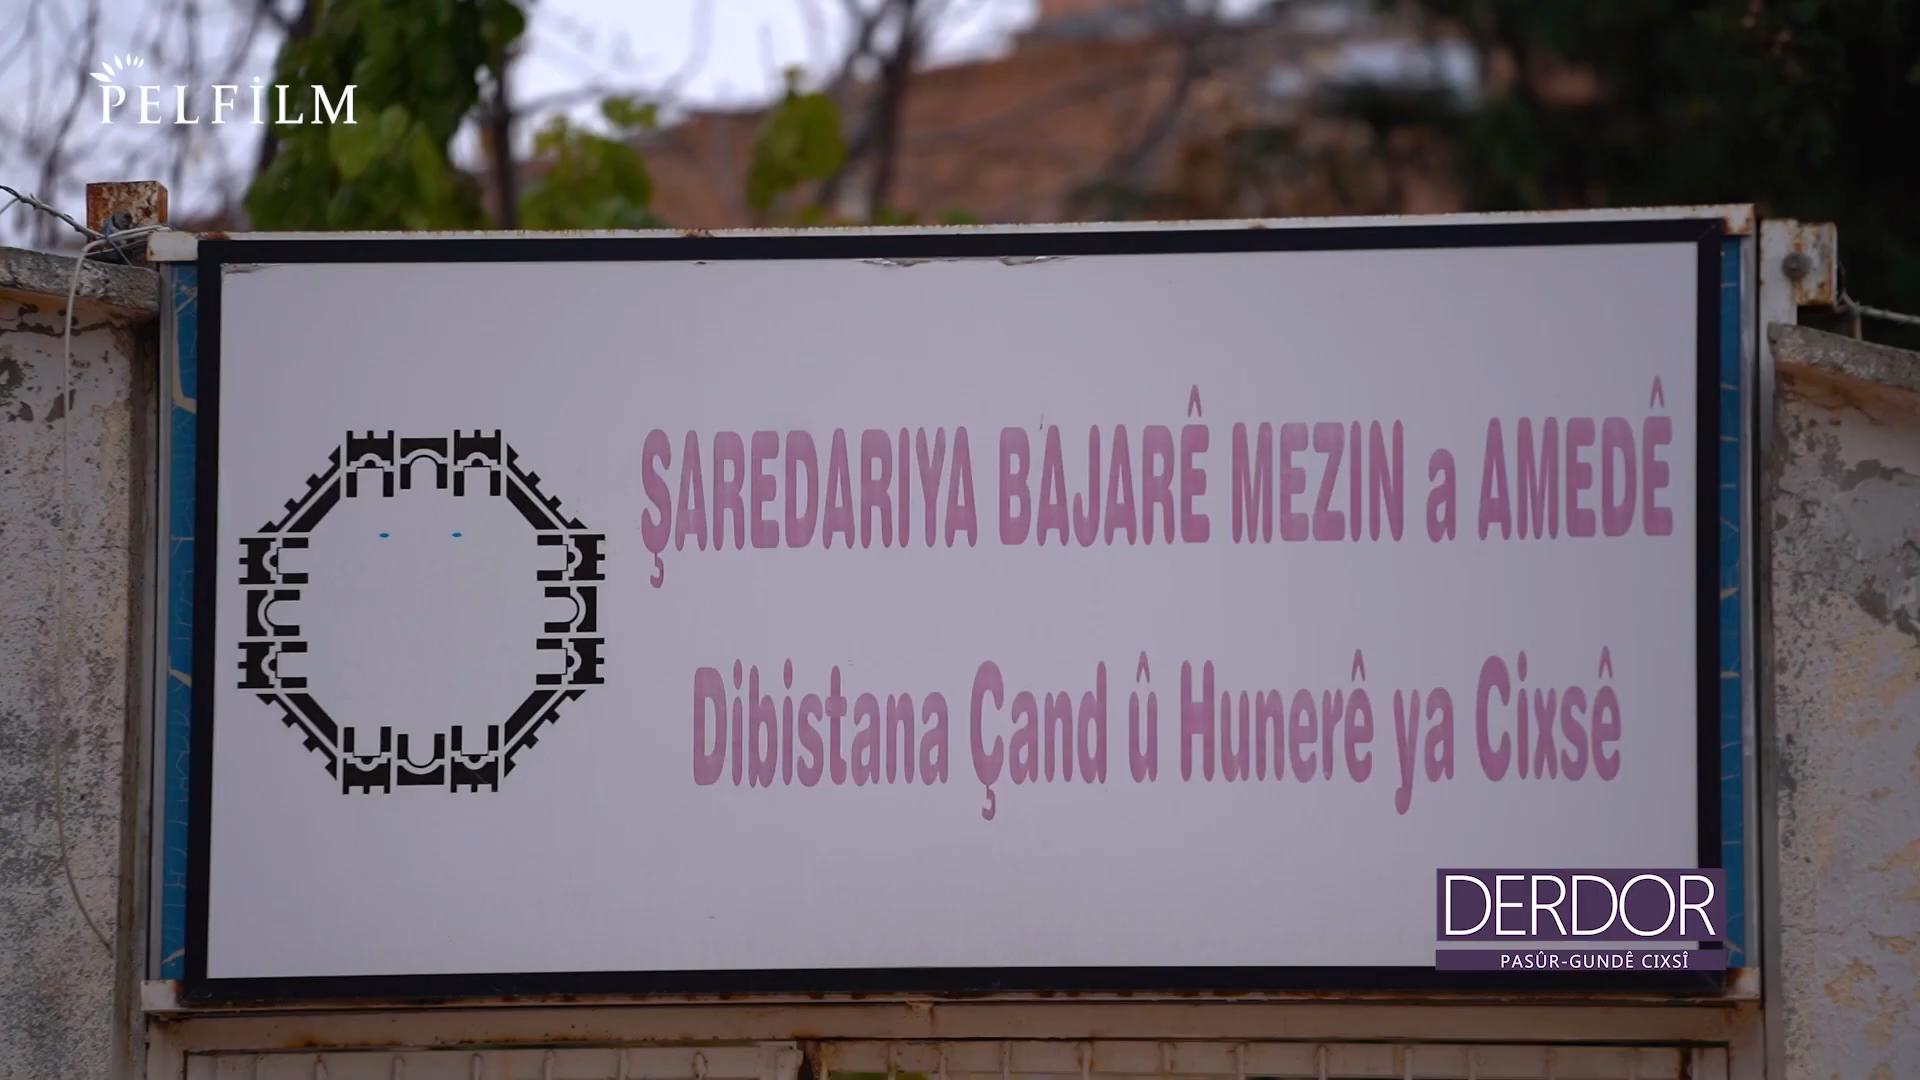 PELFİLM
ŞAREDARIYA BAJARÊ MEZIN a AMEDÊ
Dibistana Çand û Hunerê ya Cixsê
DERDOR
PASÛR-GUNDÊ CIXSÎ